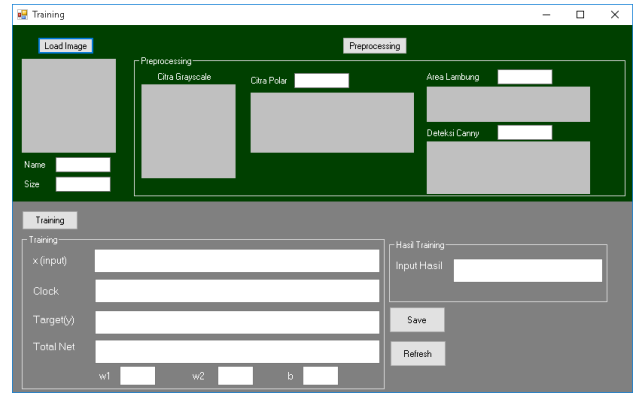 Training
Load Image
Preprocessing
Preprocessing
Citra Grayscale
Citra Polar
Area Lambung
Deteksi Canny
Name
Size
Training
Training
x (input)
Clock
Target(y)
Total Net
w1 w2 b
Hasil Training
Input Hasil
Save
Refresh